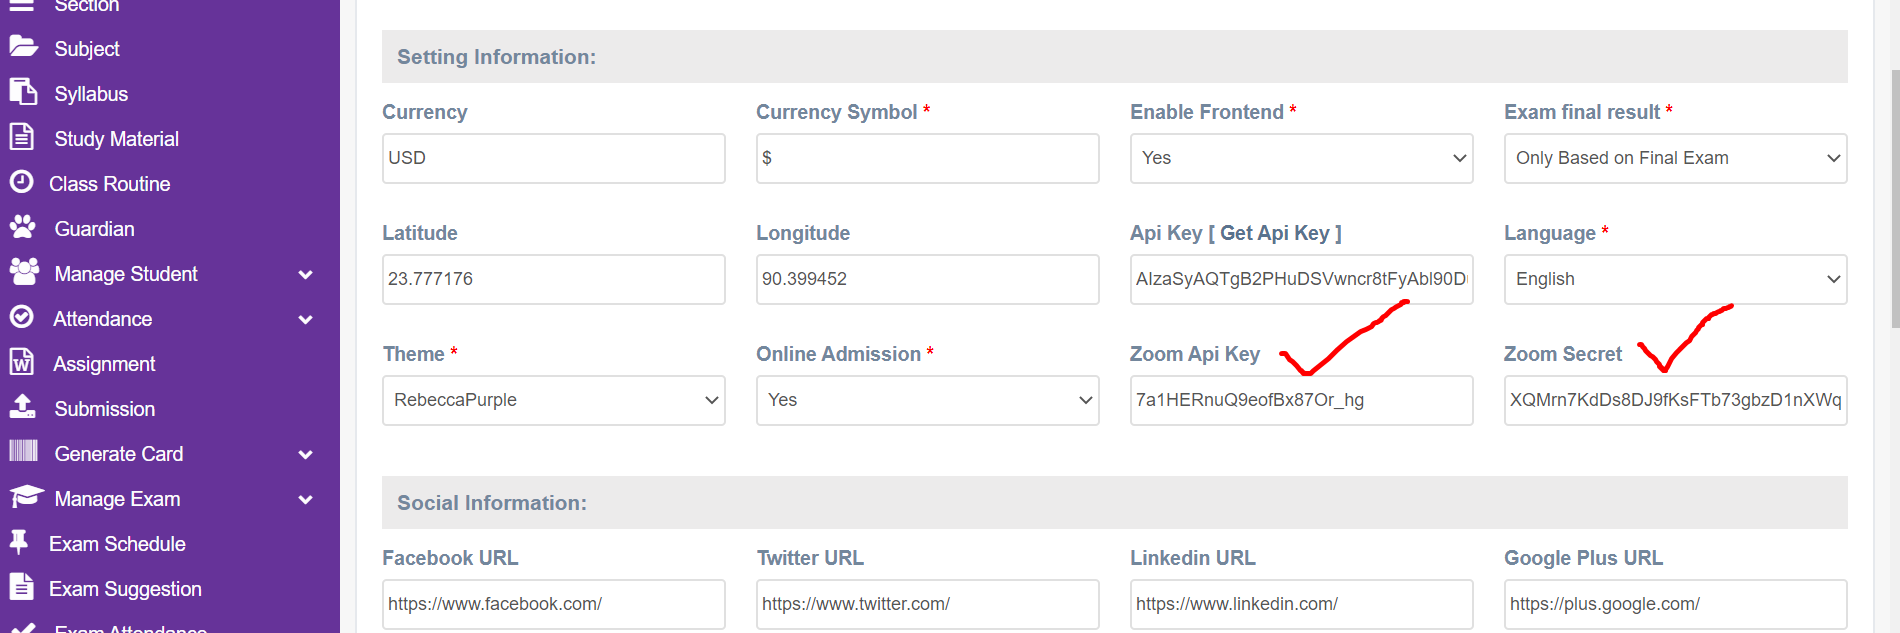 Section
Subject
Syllabus
Study Material
Class Routine
Guardian
Manage Student
Attendance
Assignment
Submission
Generate Card
Manage Exam
Exam Schedule
Exam Suggestion
Exam Attendance
Setting Information:
Currency
USD
Currency Symbol *
$
Enable Frontend *
Yes
Exam final result *
Only Based on Final Exam
Latitude
23.777176
Longitude
90.399452
Api Key [ Get Api Key ]
AIzaSyAQTgB2PHuDSVwncr8tFyAbl90D
Language *
English
Theme *
RebeccaPurple
Online Admission *
Yes
Zoom Api Key
7a1HERnuQ9eofBx87Or_hg
Zoom Secret
XQMrn7KdDs8DJ9fKsFTb73gbzD1nXWq
Social Information:
Facebook URL
https://www.facebook.com/
Twitter URL
https://www.twitter.com/
Linkedin URL
https://www.linkedin.com/
Google Plus URL
https://plus.google.com/